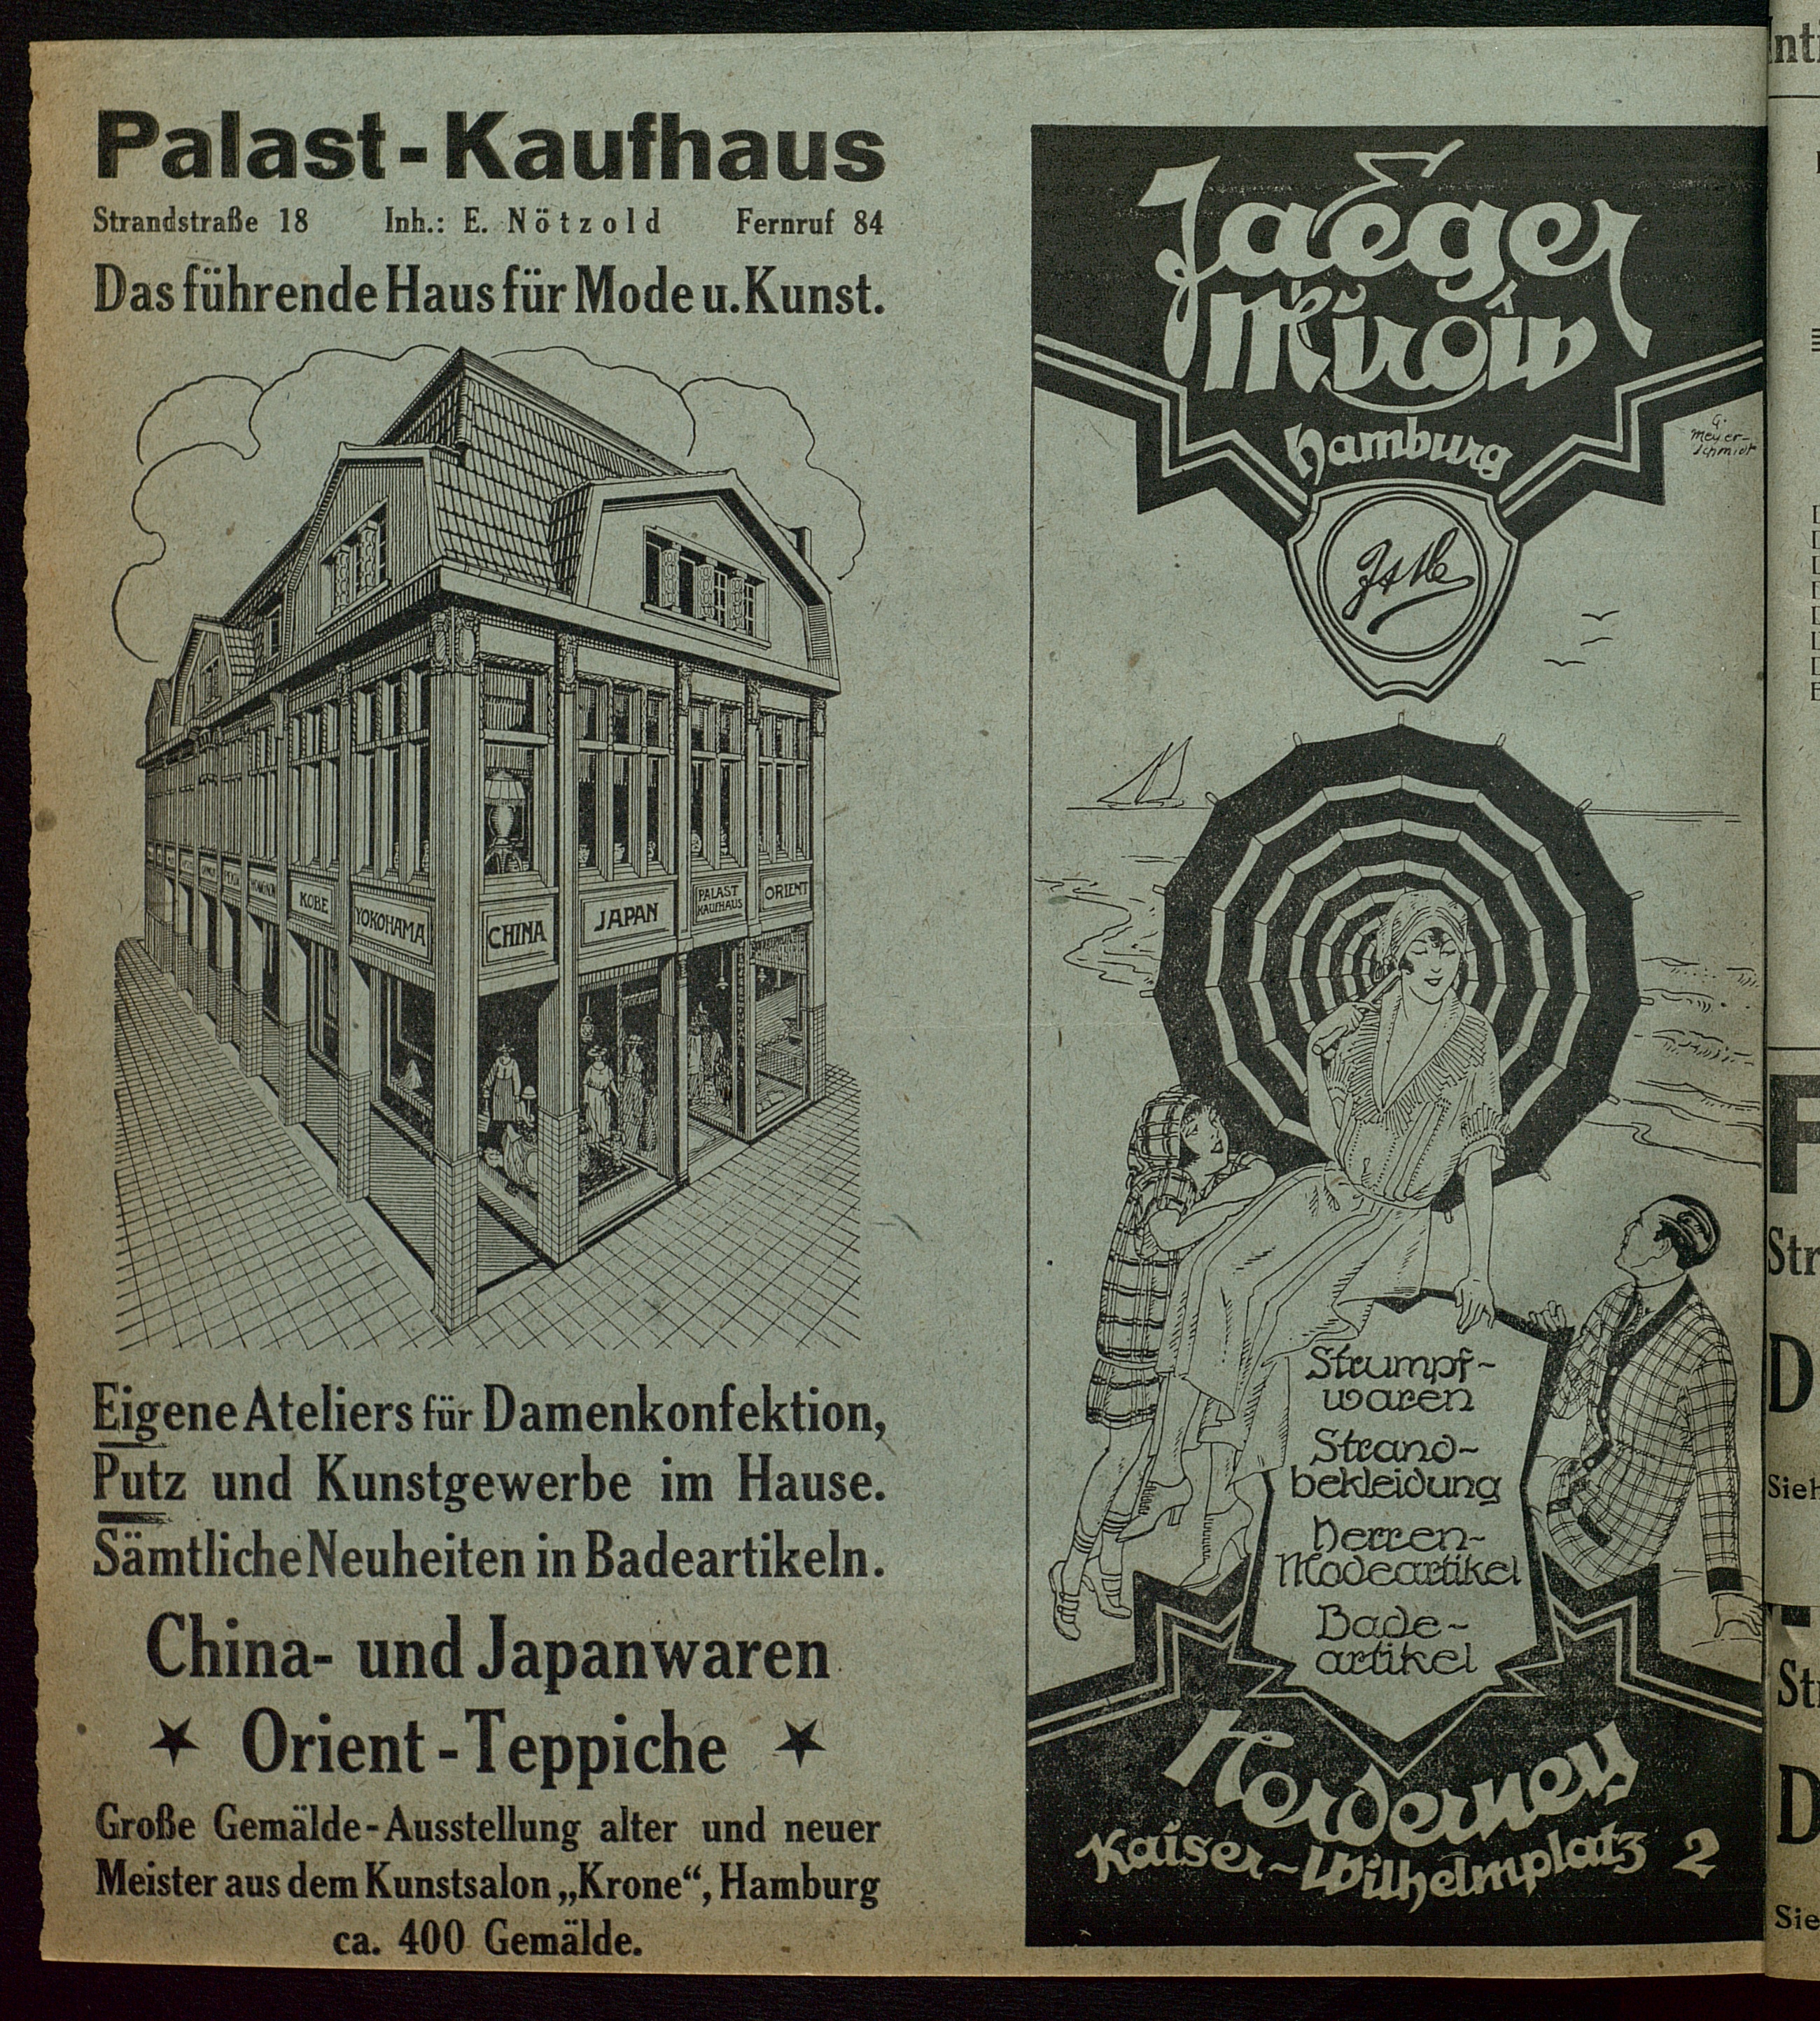 Palast-Kaufhaus
Strandstraße 18 Inh.: E. Nötzold Fernruf 84
Das führende Haus für Mode u. Kunst.
KOBE
YOKOHAMA
CHINA
JAPAN
PALAST
KAUFHAUS
ORIENT
Eigene Ateliers für Damenkonfektion,
Putz und Kunstgewerbe im Hause.
Sämtliche Neuheiten in Badeartikeln.
China- und Japanwaren
Orient-Teppiche
Große Gemälde-Ausstellung alter und neuer
Meister aus dem Kunstsalon „Krone“, Hamburg
ca. 400 Gemälde.
Jaeger
Miroir
Hamburg
G.
Meyer-
Schmidt
Strumpf-
waren
Strand-
bekleidung
Herren-
Modeartikel
Bade-
artikel
Norderney
Kaiser-Wilhelmplatz 2